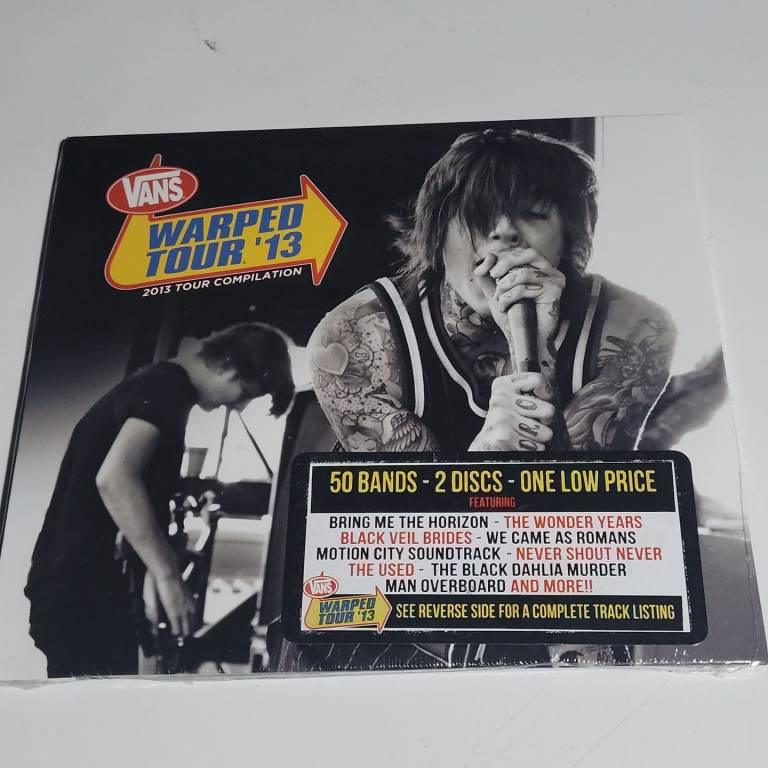 VANS
WARPED
TOUR '13
2013 TOUR COMPILATION
50 BANDS - 2 DISCS - ONE LOW PRICE
FEATURING
BRING ME THE HORIZON - THE WONDER YEARS
BLACK VEIL BRIDES - WE CAME AS ROMANS
MOTION CITY SOUNDTRACK - NEVER SHOUT NEVER
THE USED - THE BLACK DAHLIA MURDER
MAN OVERBOARD AND MORE!!
VANS
WARPED
TOUR '13
SEE REVERSE SIDE FOR A COMPLETE TRACK LISTING